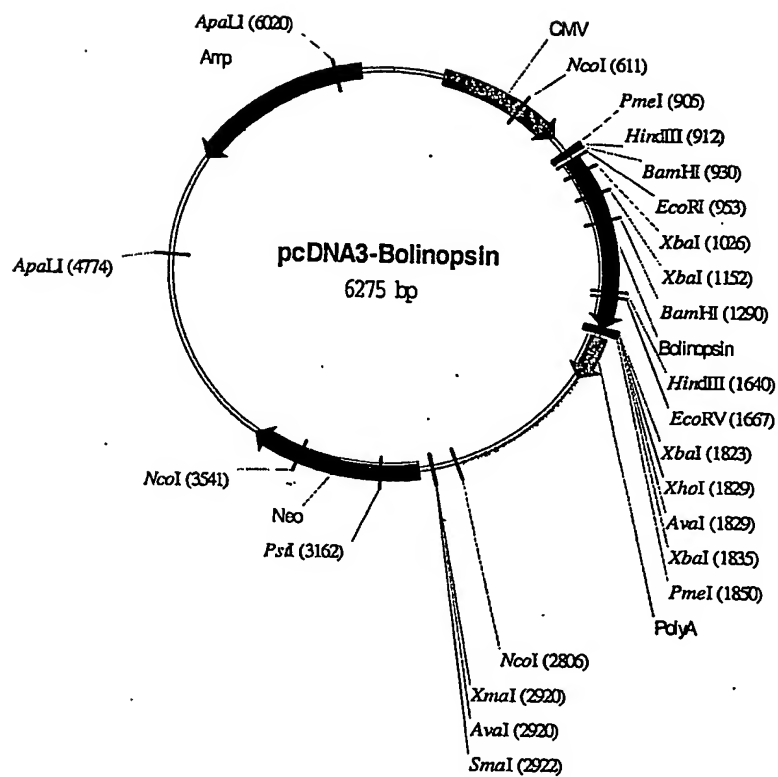 ApaLI (6020)
Amp
CMV
NcoI (611)
PmeI (905)
HindIII (912)
BamHI (930)
EcoRI (953)
XbaI (1026)
XbaI (1152)
BamHI (1290)
Bolinopsin
HindIII (1640)
EcoRV (1667)
XbaI (1823)
XhoI (1829)
AvaI (1829)
XbaI (1835)
PmeI (1850)
PolyA
ApaLI (4774)
pcDNA3-Bolinopsin
6275 bp
NcoI (3541)
Neo
PstI (3162)
NcoI (2806)
XmaI (2920)
AvaI (2920)
SmaI (2922)